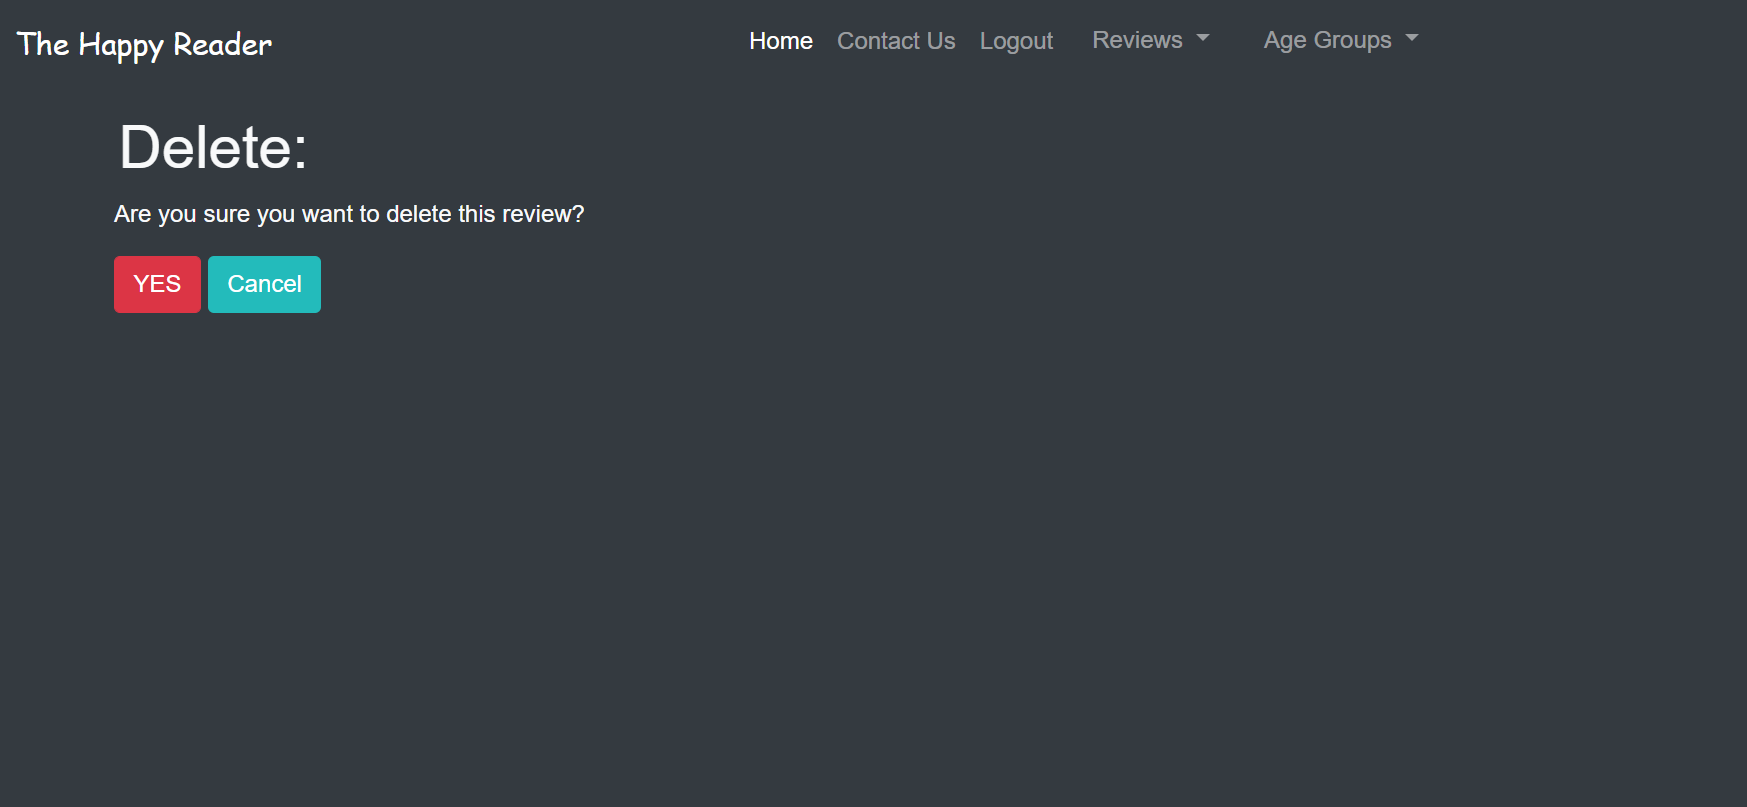 The Happy Reader
Home Contact Us Logout Reviews Age Groups
Delete:
Are you sure you want to delete this review?
YES Cancel